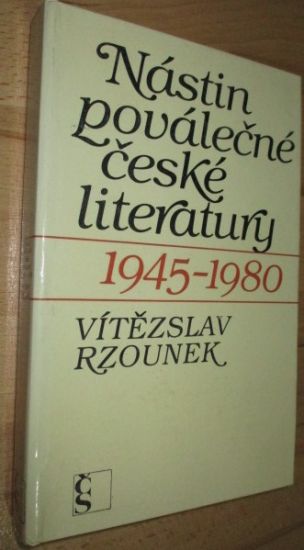 Nástin
poválečné
české
literatury
1945-1980
VÍTĚZSLAV
RZOUNEK
ČS